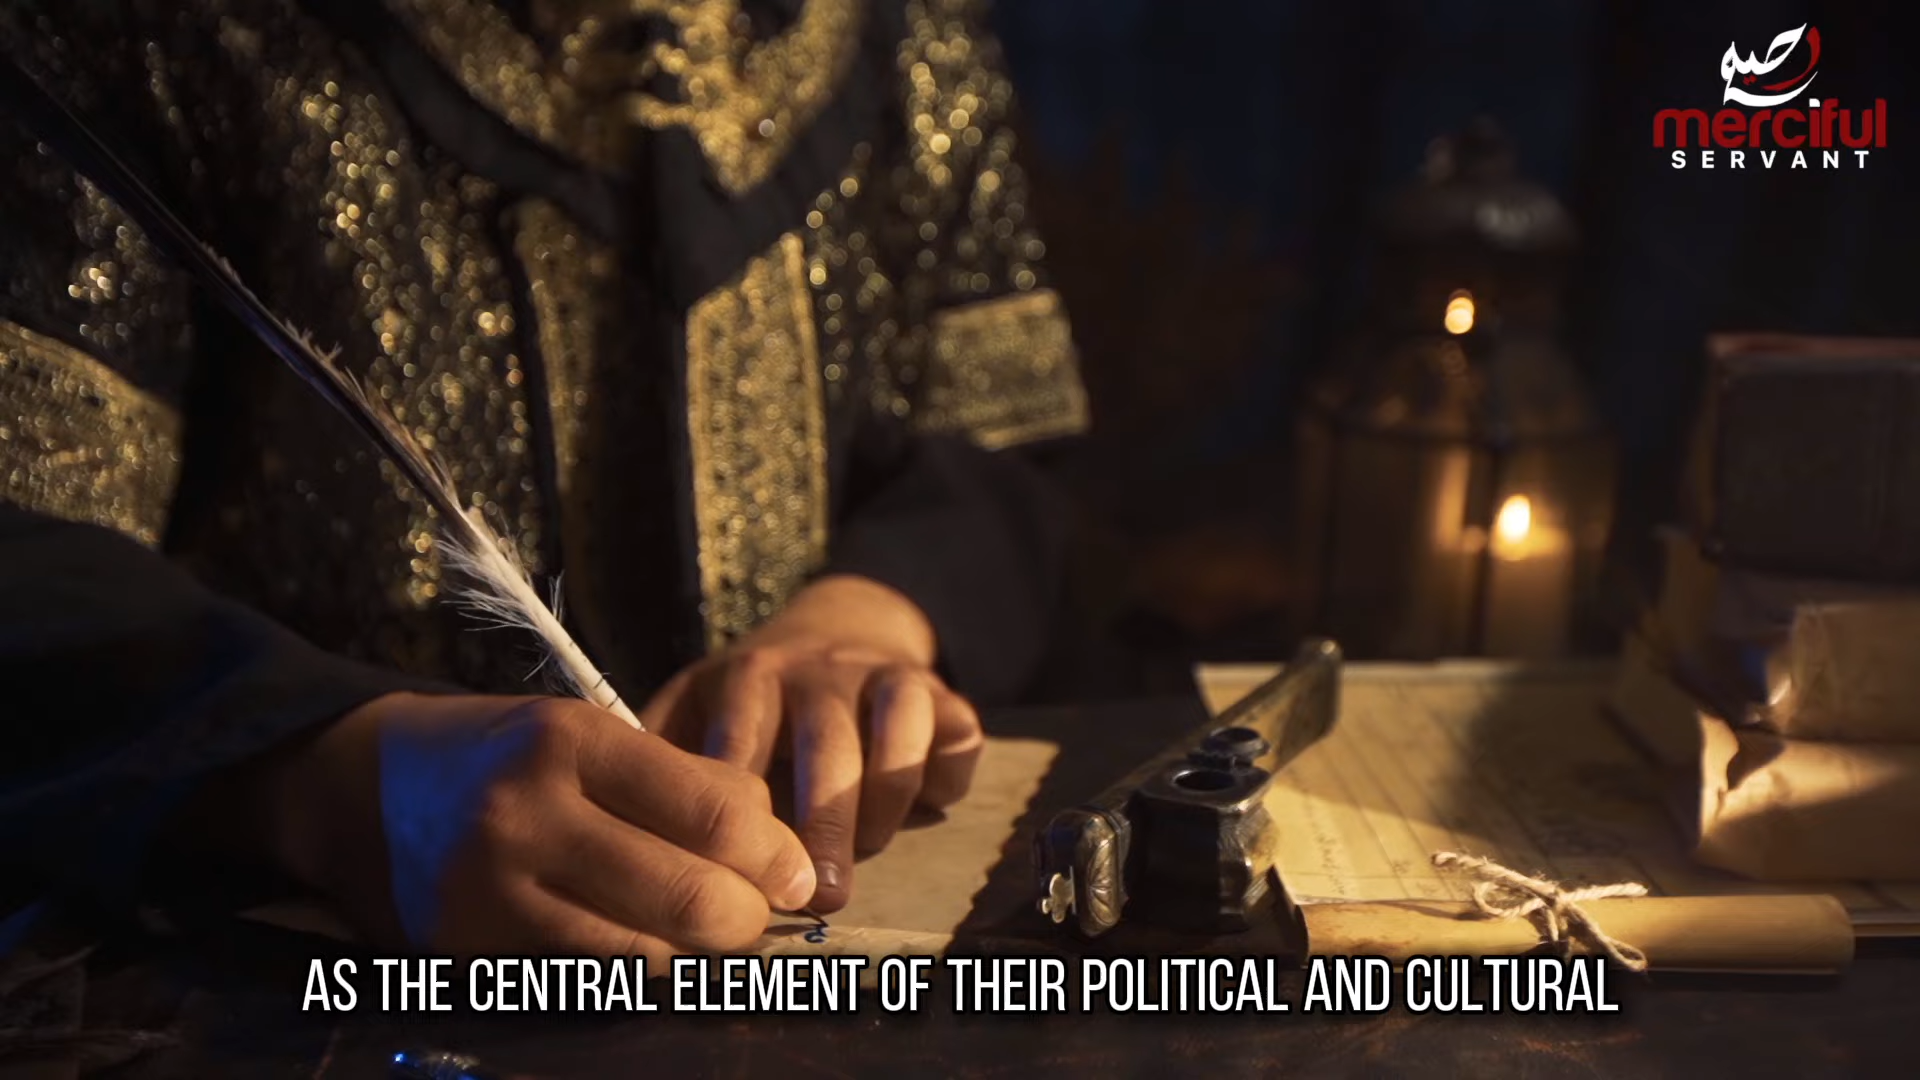 merciful
SERVANT
AS THE CENTRAL ELEMENT OF THEIR POLITICAL AND CULTURAL